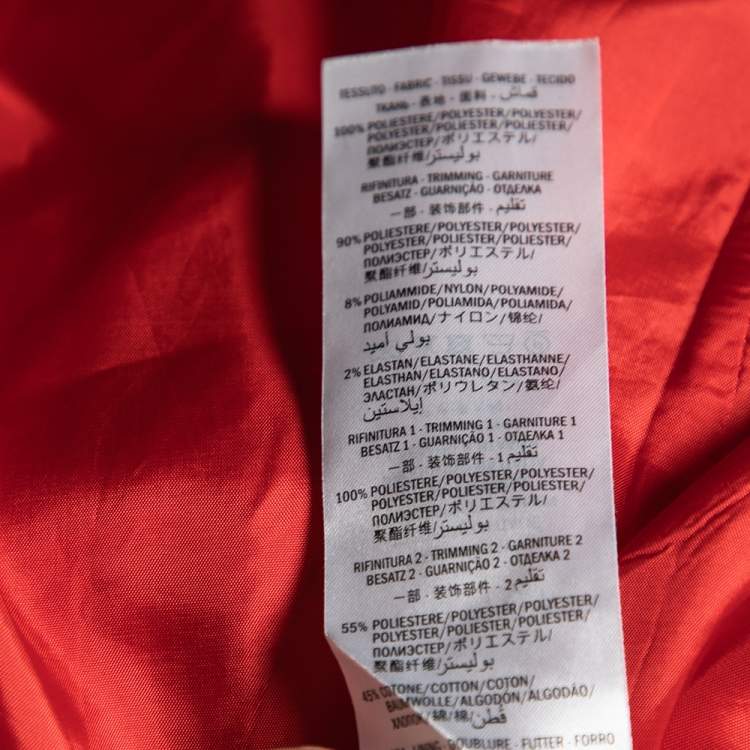 TESSUTO - FABRIC - TISSU - GEWEBE - TECIDO
ТКАНЬ - 表地 - 面料 - قماش
100% POLIESTERE/POLYESTER/POLYESTER/
POLYESTER/POLIESTER/POLIESTER/
ПОЛИЭСТЕР/ポリエステル/
聚酯纤维/بوليستر
RIFINITURA - TRIMMING - GARNITURE
BESATZ - GUARNIÇÃO - ОТДЕЛКА
一部 - 装饰部件 - تقليم
90% POLIESTERE/POLYESTER/POLYESTER/
POLYESTER/POLIESTER/POLIESTER/
ПОЛИЭСТЕР/ポリエステル/
聚酯纤维/بوليستر
8% POLIAMMIDE/NYLON/POLYAMIDE/
POLYAMID/POLIAMIDA/POLIAMIDA/
ПОЛИАМИД/ナイロン/锦纶/
بولي أميد
2% ELASTAN/ELASTANE/ELASTHANNE/
ELASTHAN/ELASTANO/ELASTANO/
ЭЛАСТАН/ポリウレタン/氨纶/
إيلاستين
RIFINITURA 1 - TRIMMING 1 - GARNITURE 1
BESATZ 1 - GUARNIÇÃO 1 - ОТДЕЛКА 1
一部 - 装饰部件 - 1 تقليم
100% POLIESTERE/POLYESTER/POLYESTER/
POLYESTER/POLIESTER/POLIESTER/
ПОЛИЭСТЕР/ポリエステル/
聚酯纤维/بوليستر
RIFINITURA 2 - TRIMMING 2 - GARNITURE 2
BESATZ 2 - GUARNIÇÃO 2 - ОТДЕЛКА 2
一部 - 装饰部件 - 2 تقليم
55% POLIESTERE/POLYESTER/POLYESTER/
POLYESTER/POLIESTER/POLIESTER/
ПОЛИЭСТЕР/ポリエステル/
聚酯纤维/بوليستر
45% COTONE/COTTON/COTON/
BAUMWOLLE/ALGODÓN/ALGODÃO/
ХЛОПОК/綿/棉/قطن
LINING - DOUBLURE - FUTTER - FORRO